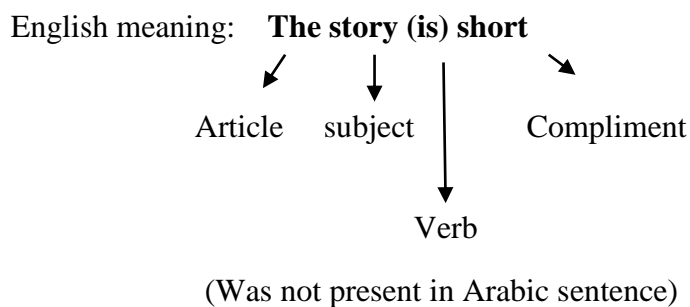 English meaning: The story (is) short
Article subject Compliment
Verb
(Was not present in Arabic sentence)